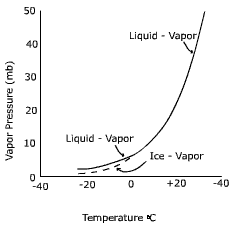 50
Liquid - Vapor
40
30
20
Vapor Pressure (mb)
Liquid - Vapor
10
Ice - Vapor
0
-40 -20 0 +20 -40
Temperature °C